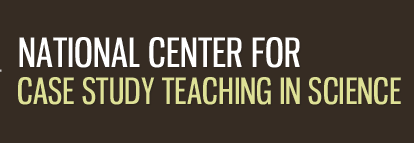 NATIONAL CENTER FOR
CASE STUDY TEACHING IN SCIENCE